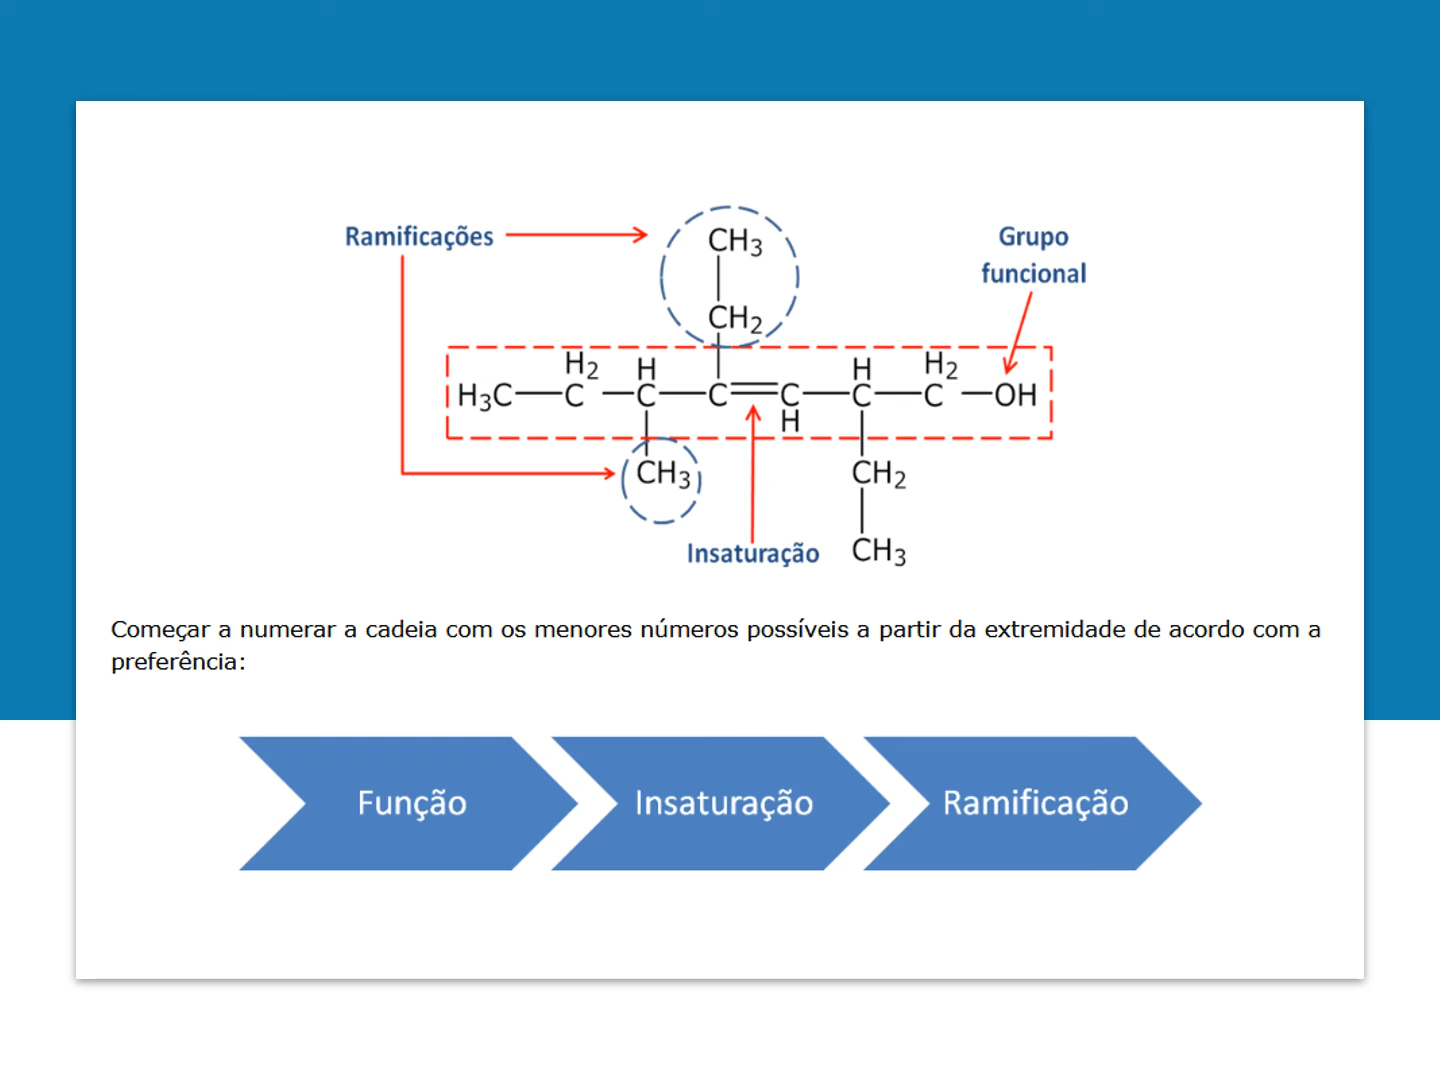 Ramificações
CH3
Grupo
funcional
CH2
H2 H H H2
H3C C C C C C C OH
H
CH3 CH2
Insaturação CH3
Começar a numerar a cadeia com os menores números possíveis a partir da extremidade de acordo com a
preferência:
Função Insaturação Ramificação